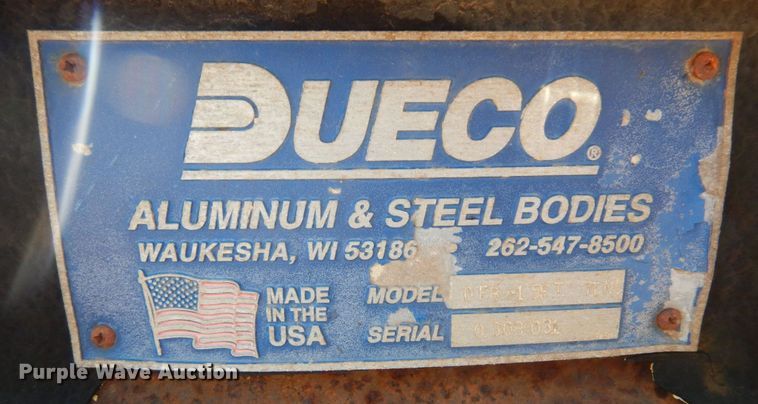 DUECO®
ALUMINUM & STEEL BODIES
WAUKESHA, WI 53186 262-547-8500
MADE IN THE USA
MODEL
SERIAL
Purple Wave Auction